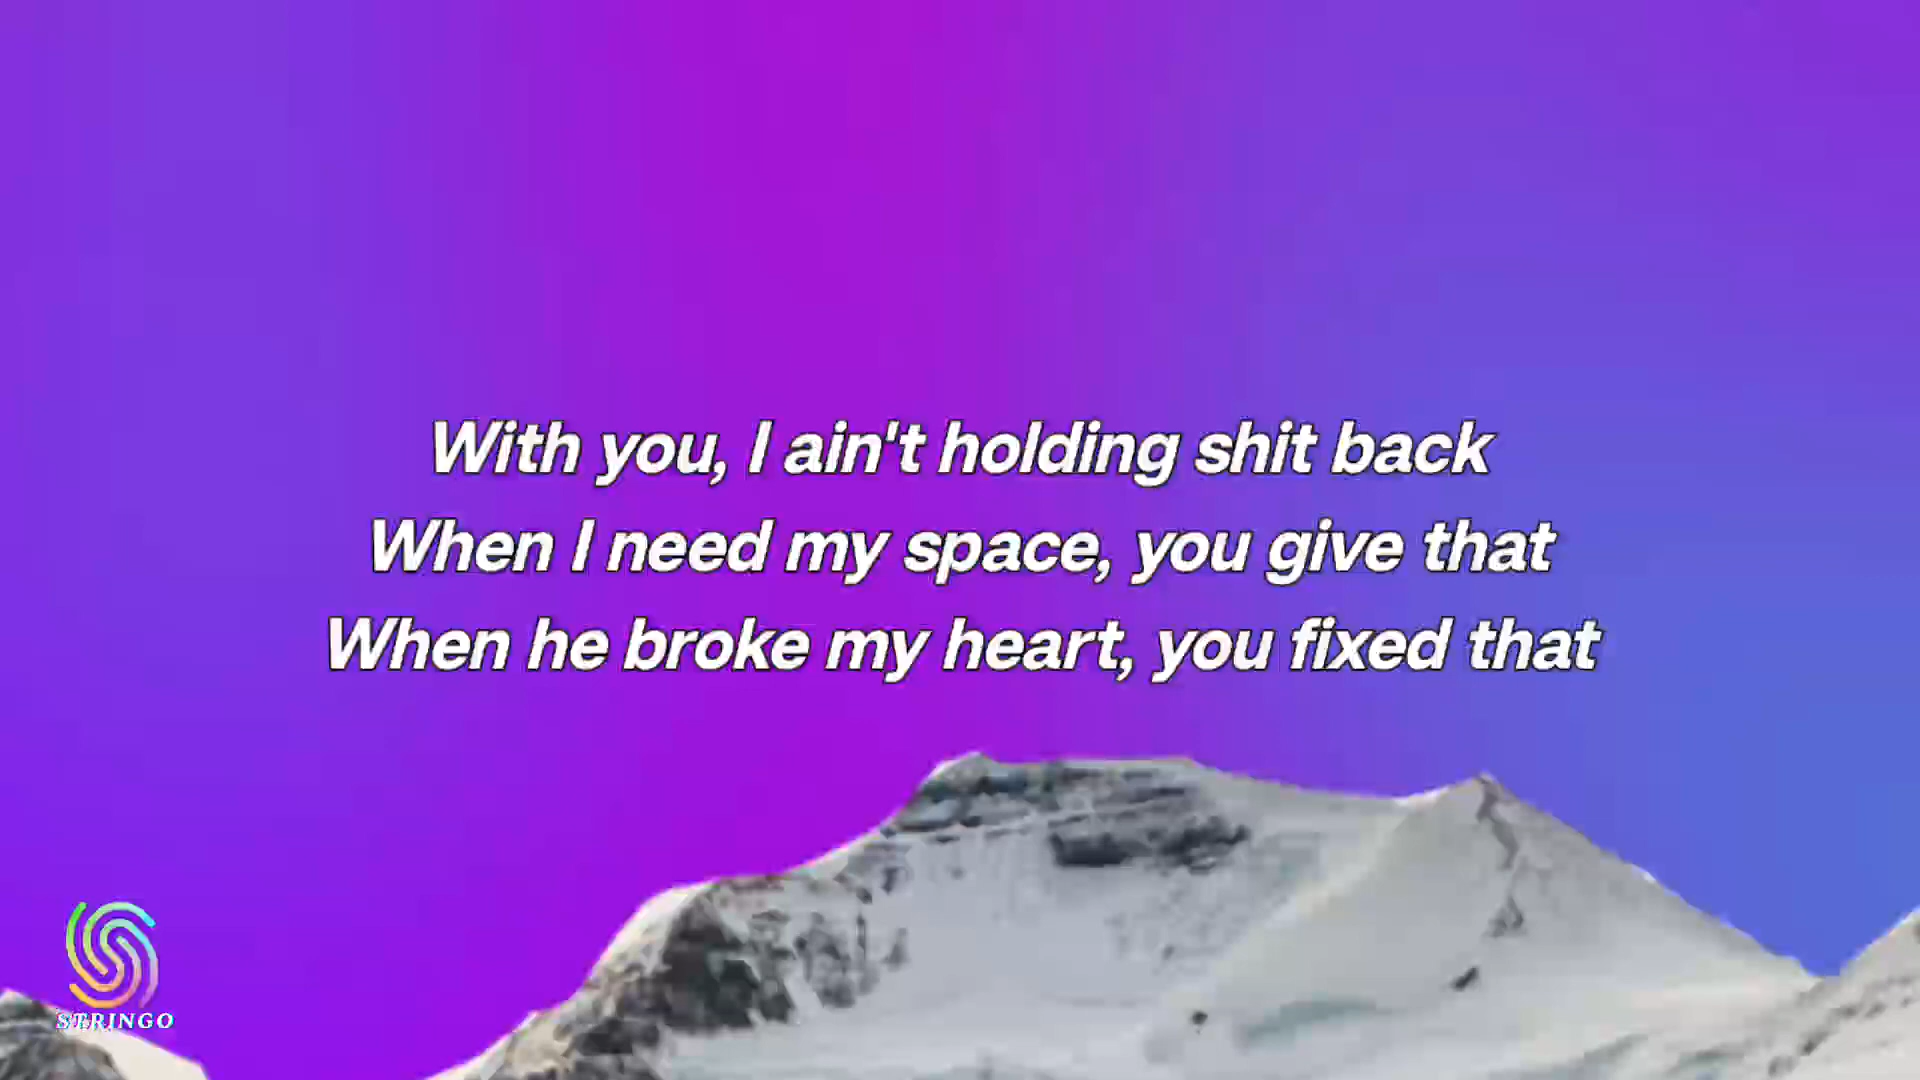 With you, I ain't holding shit back
When I need my space, you give that
When he broke my heart, you fixed that
STRINGO